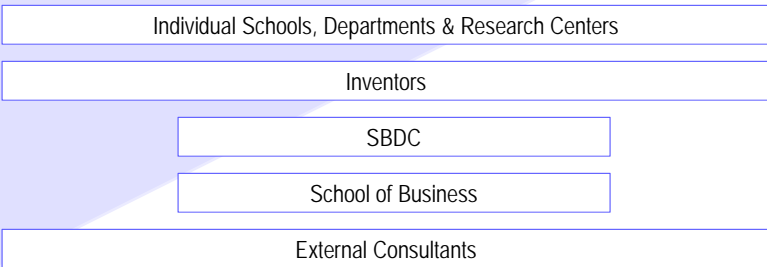 Individual Schools, Departments & Research Centers
Inventors
SBDC
School of Business
External Consultants